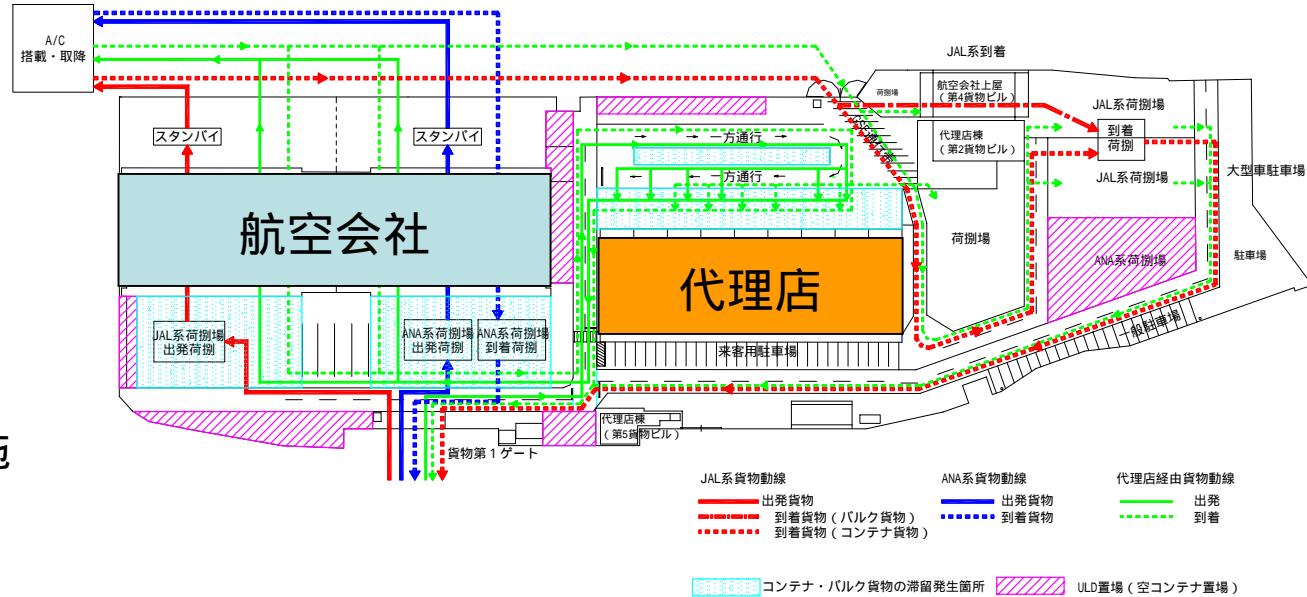 A/C
搭載・取降
JAL系到着
荷捌場
航空会社上屋
(第4貨物ビル)
JAL系荷捌場
到着
荷捌
代理店棟
(第2貨物ビル)
JAL系荷捌場
大型車駐車場
スタンバイ
スタンバイ
一方通行
一方通行
航空会社
代理店
荷捌場
ANA系荷捌場
駐車場
一般駐車場
JAL系荷捌場
出発荷捌
ANA系荷捌場
出発荷捌
ANA系荷捌場
到着荷捌
来客用駐車場
代理店棟
(第5貨物ビル)
貨物第1ゲート
JAL系貨物動線
出発貨物
到着貨物(バルク貨物)
到着貨物(コンテナ貨物)
ANA系貨物動線
出発貨物
到着貨物
代理店経由貨物動線
出発
到着
コンテナ・バルク貨物の滞留発生箇所
ULD置場(空コンテナ置場)